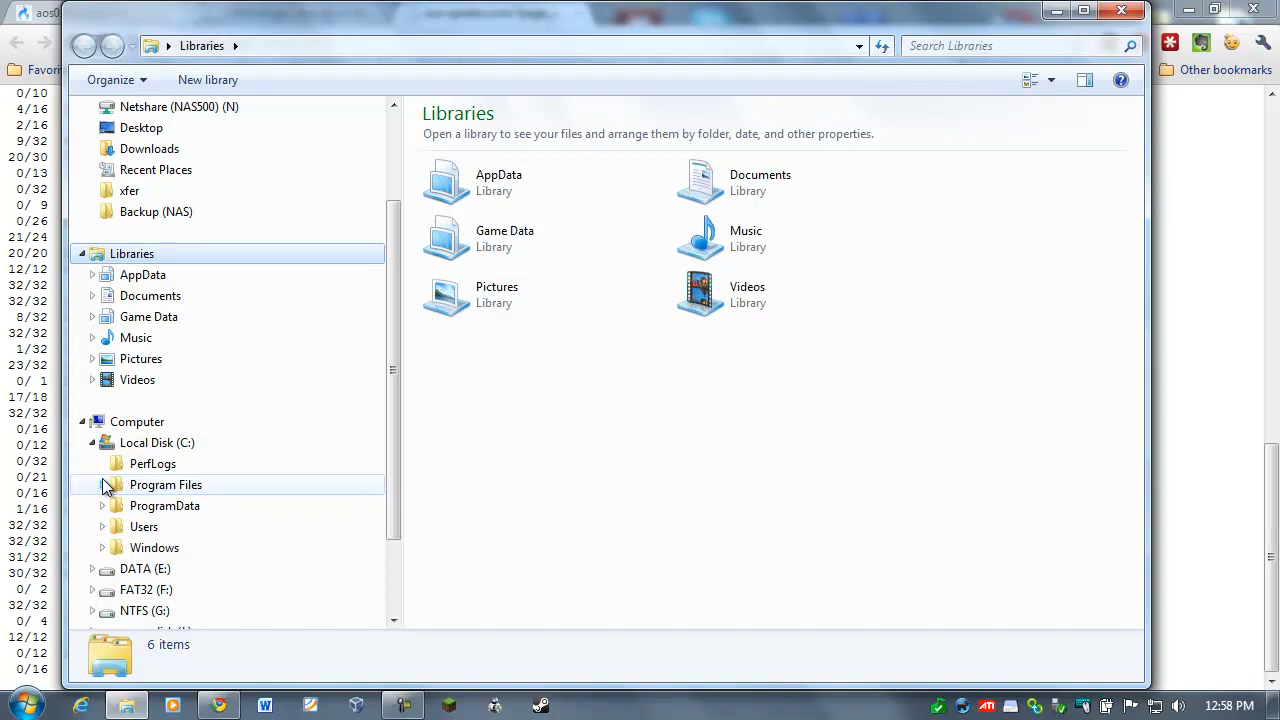 aos0
Libraries
Search Libraries
Favori
Other bookmarks
Organize
New library
0/10
4/16
2/16
9/32
20/30
0/13
0/32
0/ 9
0/26
21/24
20/20
12/12
32/32
32/32
8/32
32/32
1/32
23/32
0/ 1
17/18
32/32
0/16
0/12
0/32
0/21
0/16
1/16
32/32
32/32
31/32
30/32
0/ 2
32/32
0/ 4
12/12
0/12
0/16
Netshare (NAS500) (N)
Desktop
Downloads
Recent Places
xfer
Backup (NAS)
Libraries
AppData
Documents
Game Data
Music
Pictures
Videos
Computer
Local Disk (C:)
PerfLogs
Program Files
ProgramData
Users
Windows
DATA (E:)
FAT32 (F:)
NTFS (G:)
Libraries
Open a library to see your files and arrange them by folder, date, and other properties.
AppData
Library
Documents
Library
Game Data
Library
Music
Library
Pictures
Library
Videos
Library
6 items
ATI
12:58 PM